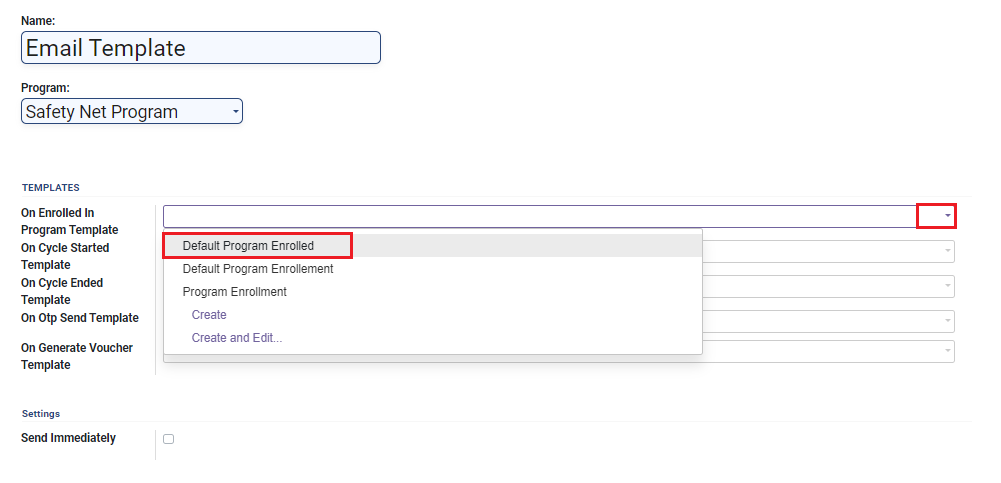 Name:
Email Template
Program:
Safety Net Program
TEMPLATES
On Enrolled In
Program Template
Default Program Enrolled
On Cycle Started
Template
Default Program Enrollement
On Cycle Ended
Template
Program Enrollment
On Otp Send Template
Create
Create and Edit...
On Generate Voucher
Template
Settings
Send Immediately